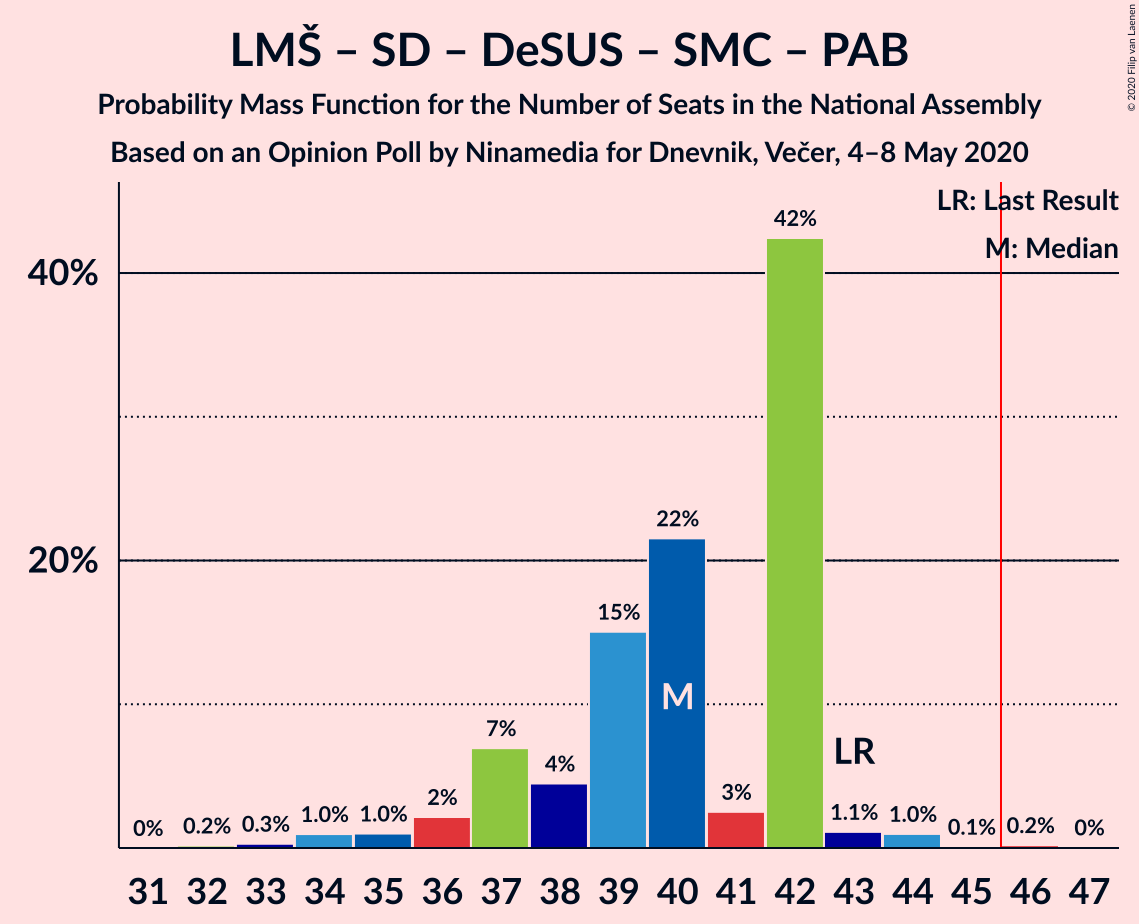 LMŠ – SD – DeSUS – SMC – PAB
Probability Mass Function for the Number of Seats in the National Assembly
Based on an Opinion Poll by Ninamedia for Dnevnik, Večer, 4–8 May 2020
© 2020 Filip van Laenen
LR: Last Result
M: Median
40%
20%
0%
0.2%
0.3%
1.0%
1.0%
2%
7%
4%
15%
22%
3%
42%
1.1%
1.0%
0.1%
0.2%
0%
M
LR
31 32 33 34 35 36 37 38 39 40 41 42 43 44 45 46 47